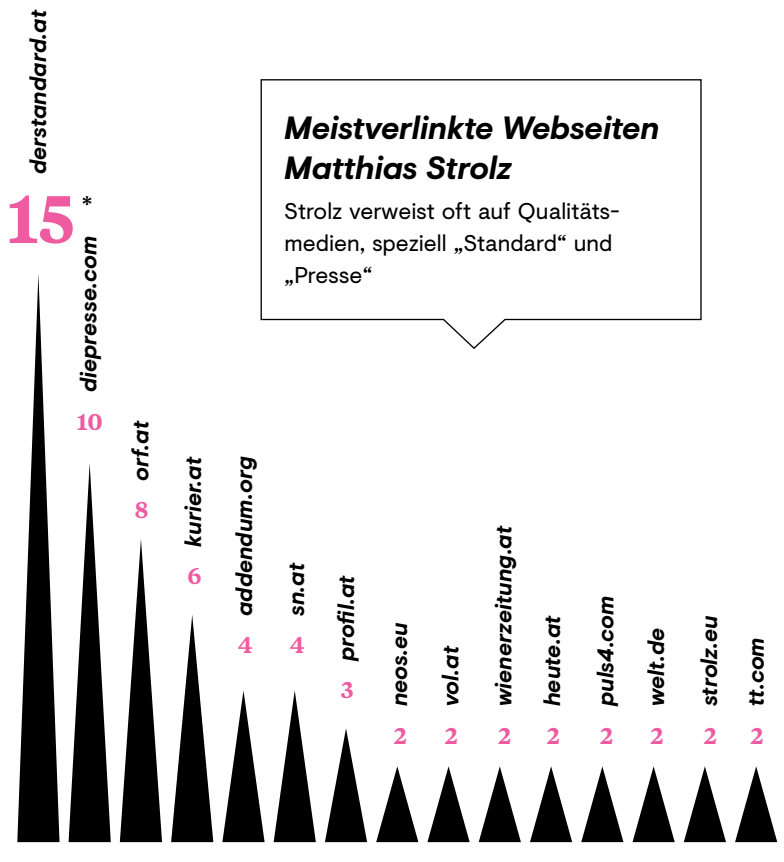 Meistverlinkte Webseiten
Matthias Strolz
Strolz verweist oft auf Qualitäts-
medien, speziell „Standard“ und
„Presse“
derstandard.at
15*
diepresse.com
10
orf.at
8
kurier.at
6
addendum.org
4
sn.at
4
profil.at
3
neos.eu
2
vol.at
2
wienerzeitung.at
2
heute.at
2
puls4.com
2
welt.de
2
strolz.eu
2
tt.com
2